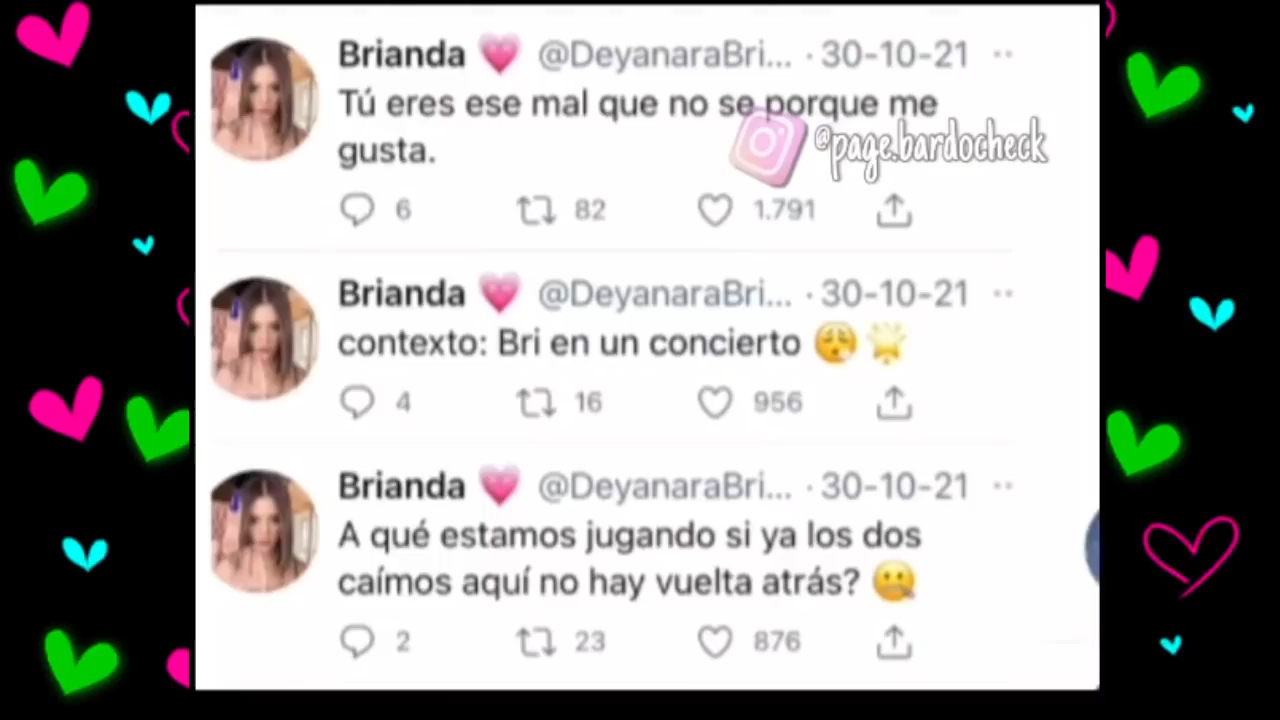 Brianda 💗 @DeyanaraBri... · 30-10-21
Tú eres ese mal que no se porque me
gusta.
@page.bardocheck
6 82 1.791
Brianda 💗 @DeyanaraBri... · 30-10-21
contexto: Bri en un concierto 😮‍💨🌟
4 16 956
Brianda 💗 @DeyanaraBri... · 30-10-21
A qué estamos jugando si ya los dos
caímos aquí no hay vuelta atrás? 🤐
2 23 876